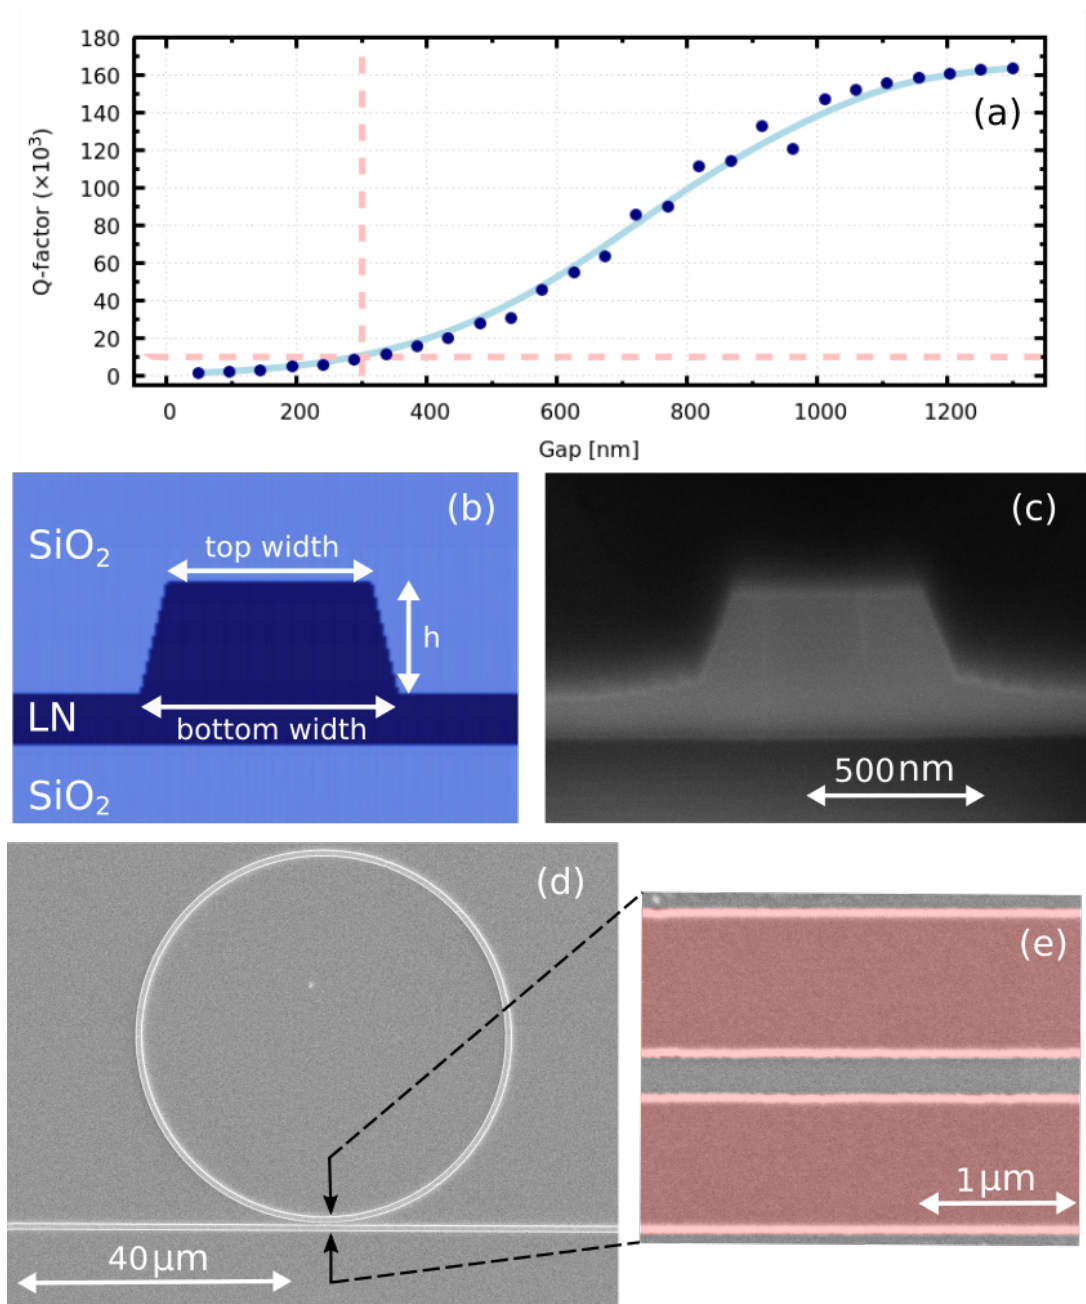 180
160
140
120
100
80
60
40
20
0
Q-factor (×10³)
(a)
0 200 400 600 800 1000 1200
Gap [nm]
(b)
SiO₂
top width
h
LN
bottom width
SiO₂
(c)
500nm
(d)
40μm
(e)
1μm